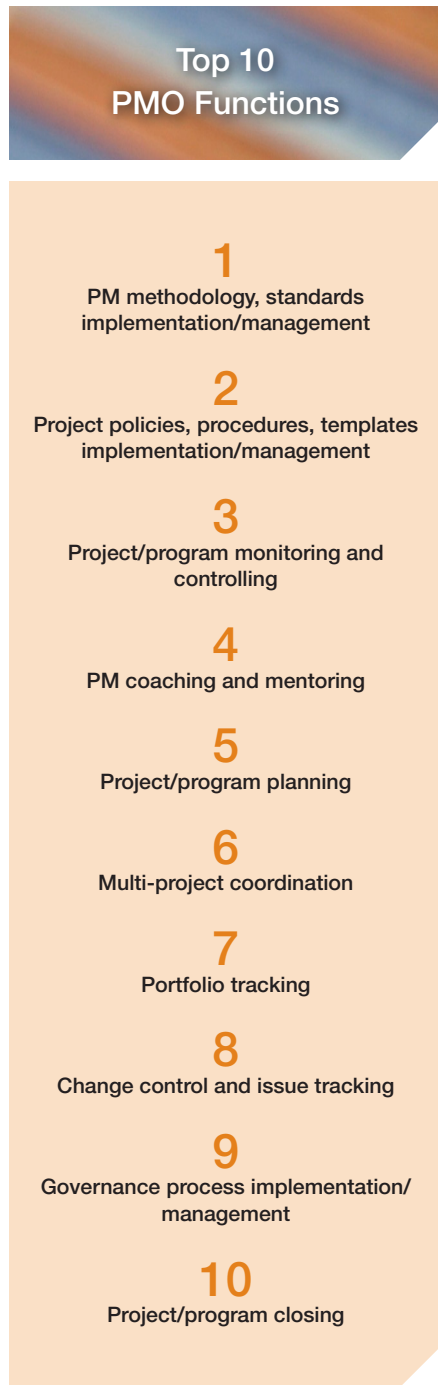 Top 10
PMO Functions
1
PM methodology, standards
implementation/management
2
Project policies, procedures, templates
implementation/management
3
Project/program monitoring and
controlling
4
PM coaching and mentoring
5
Project/program planning
6
Multi-project coordination
7
Portfolio tracking
8
Change control and issue tracking
9
Governance process implementation/
management
10
Project/program closing